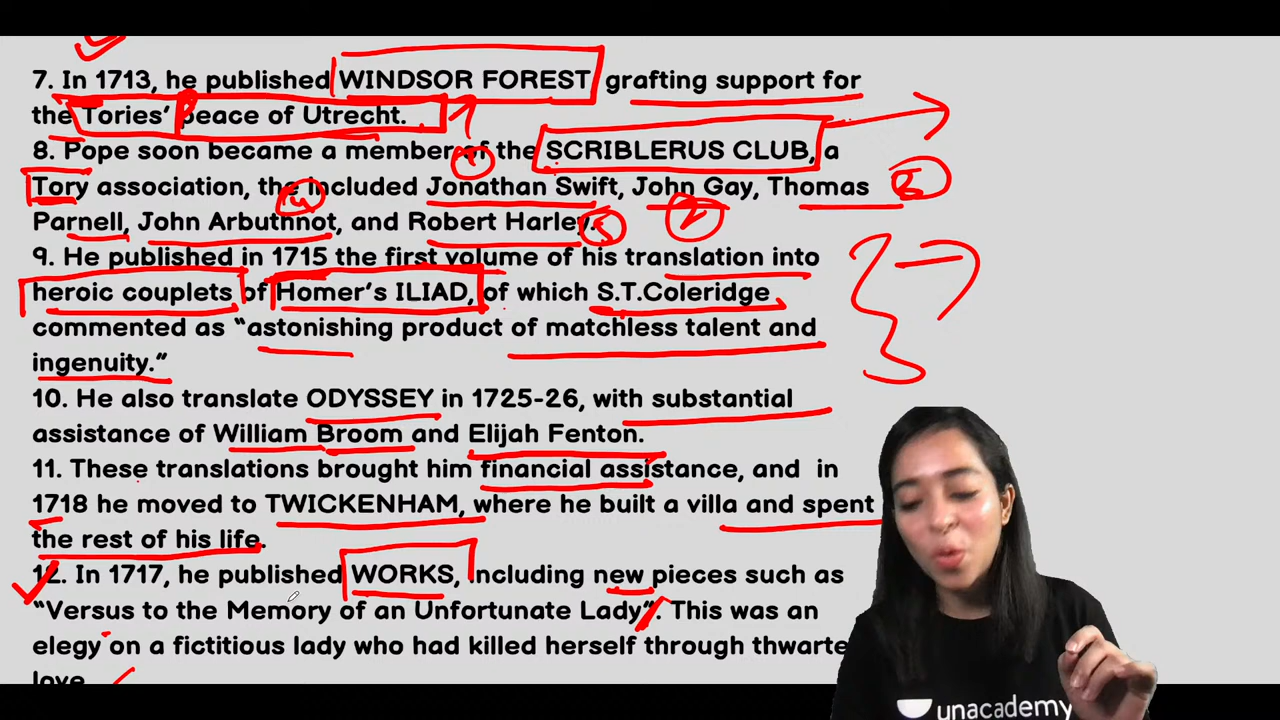 7. In 1713, he published WINDSOR FOREST grafting support for
the Tories' peace of Utrecht.
8. Pope soon became a member of the SCRIBLERUS CLUB, a
Tory association, the included Jonathan Swift, John Gay, Thomas
Parnell, John Arbuthnot, and Robert Harley.
9. He published in 1715 the first volume of his translation into
heroic couplets of Homer's ILIAD, of which S.T.Coleridge
commented as "astonishing product of matchless talent and
ingenuity."
10. He also translate ODYSSEY in 1725-26, with substantial
assistance of William Broom and Elijah Fenton.
11. These translations brought him financial assistance, and in
1718 he moved to TWICKENHAM, where he built a villa and spent
the rest of his life.
12. In 1717, he published WORKS, including new pieces such as
"Versus to the Memory of an Unfortunate Lady". This was an
elegy on a fictitious lady who had killed herself through thwarte
love.
unacademy